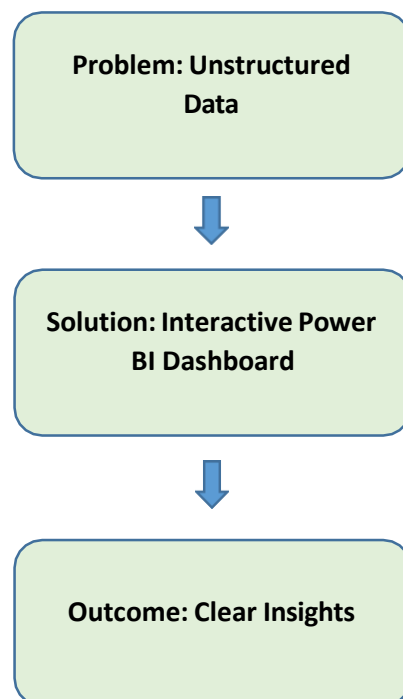 Problem: Unstructured
Data
Solution: Interactive Power
BI Dashboard
Outcome: Clear Insights